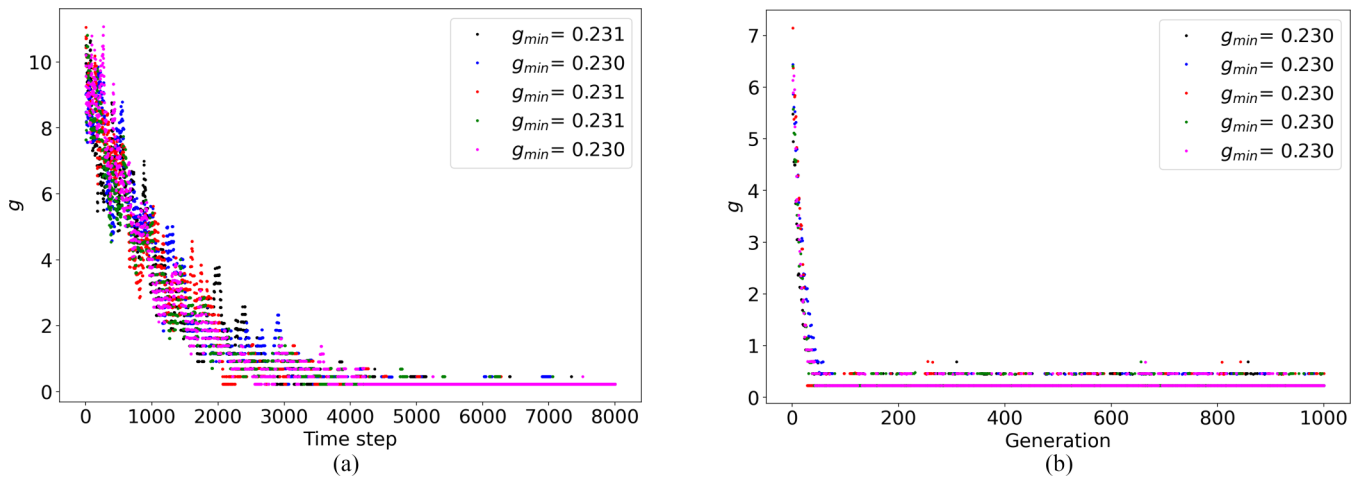 g_min= 0.231
g_min= 0.230
g_min= 0.231
g_min= 0.231
g_min= 0.230
10
8
6
4
2
0
g
0 1000 2000 3000 4000 5000 6000 7000 8000
Time step
(a)
g_min= 0.230
g_min= 0.230
g_min= 0.230
g_min= 0.230
g_min= 0.230
7
6
5
4
3
2
1
0
g
0 200 400 600 800 1000
Generation
(b)